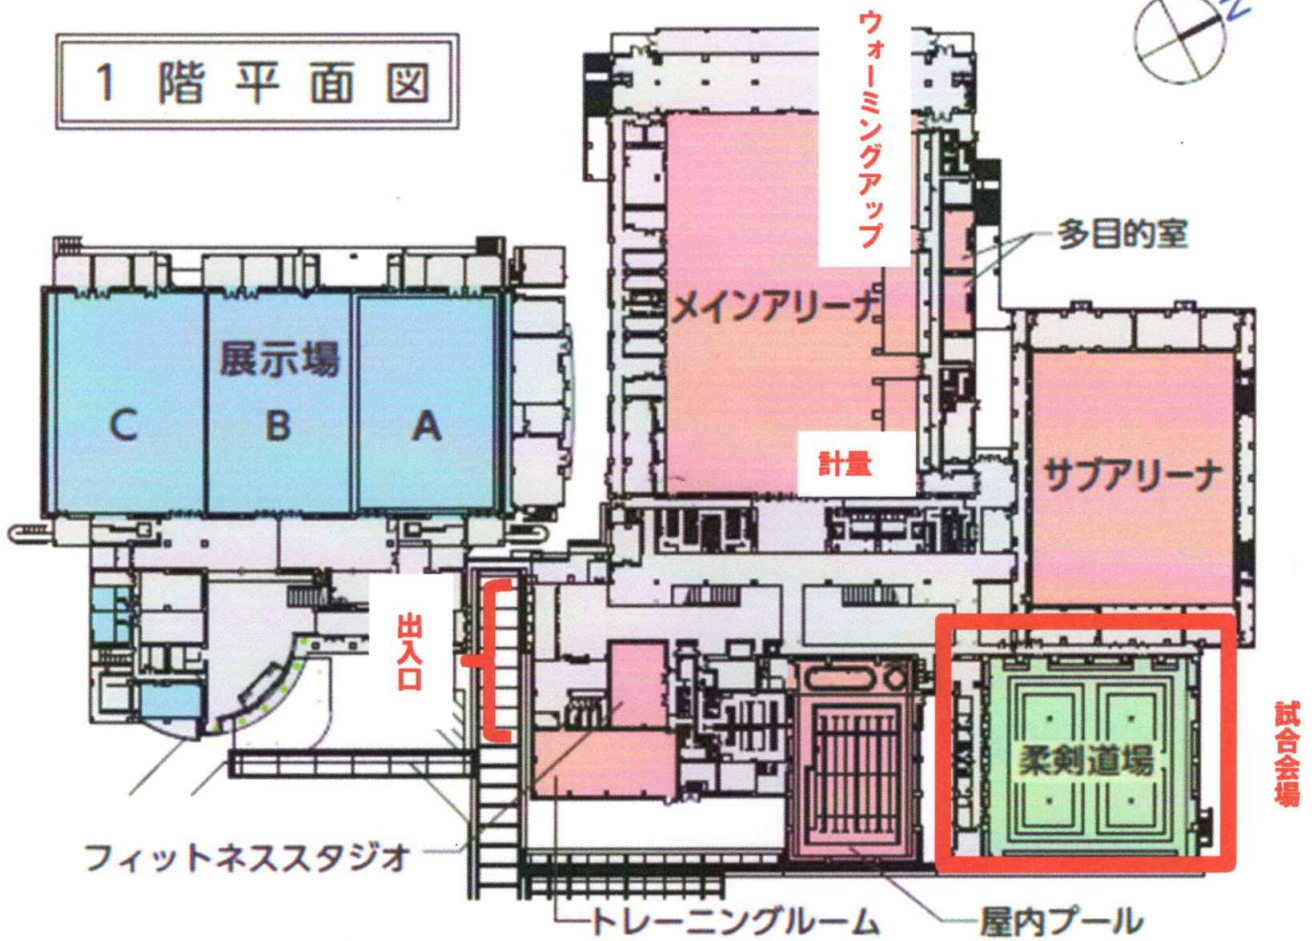 1階平面図
N
ウォーミングアップ
多目的室
メインアリーナ
展示場
C
B
A
計量
サブアリーナ
出入口
柔剣道場
試合会場
フィットネススタジオ
トレーニングルーム
屋内プール